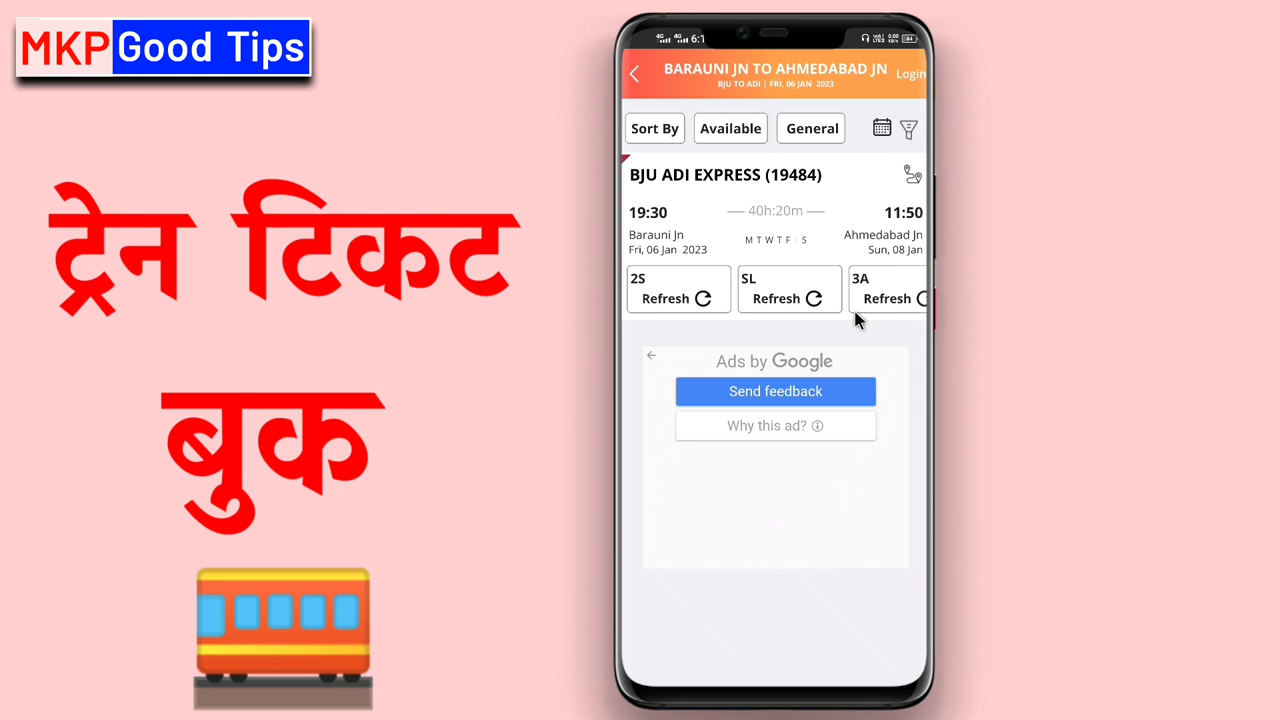 MKP Good Tips
ट्रेन टिकट
बुक
6:1
BARAUNI JN TO AHMEDABAD JN
Login
BJU TO ADI | FRI, 06 JAN 2023
Sort By Available General
BJU ADI EXPRESS (19484)
19:30 — 40h:20m — 11:50
Barauni Jn Ahmedabad Jn
M T W T F S S
Fri, 06 Jan 2023 Sun, 08 Jan
2S SL 3A
Refresh Refresh Refresh
Ads by Google
Send feedback
Why this ad?